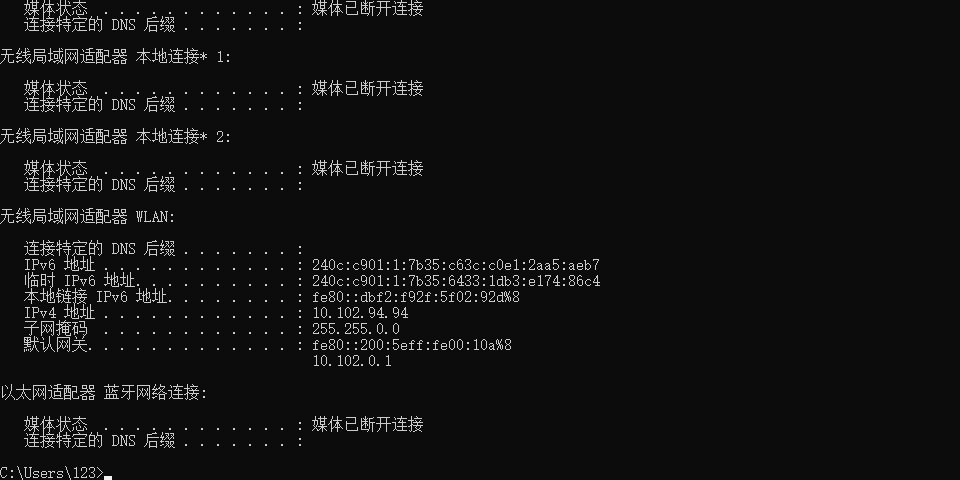 媒体状态  . . . . . . . . . . . . : 媒体已断开连接
连接特定的 DNS 后缀 . . . . . . . :
无线局域网适配器 本地连接* 1:
媒体状态  . . . . . . . . . . . . : 媒体已断开连接
连接特定的 DNS 后缀 . . . . . . . :
无线局域网适配器 本地连接* 2:
媒体状态  . . . . . . . . . . . . : 媒体已断开连接
连接特定的 DNS 后缀 . . . . . . . :
无线局域网适配器 WLAN:
连接特定的 DNS 后缀 . . . . . . . :
IPv6 地址 . . . . . . . . . . . . : 240c:c901:1:7b35:c63c:c0e1:2aa5:aeb7
临时 IPv6 地址. . . . . . . . . . : 240c:c901:1:7b35:6433:1db3:e174:86c4
本地链接 IPv6 地址. . . . . . . . : fe80::dbf2:f92f:5f02:92d%8
IPv4 地址 . . . . . . . . . . . . : 10.102.94.94
子网掩码  . . . . . . . . . . . . : 255.255.0.0
默认网关. . . . . . . . . . . . . : fe80::200:5eff:fe00:10a%8
10.102.0.1
以太网适配器 蓝牙网络连接:
媒体状态  . . . . . . . . . . . . : 媒体已断开连接
连接特定的 DNS 后缀 . . . . . . . :
C:\Users\123>